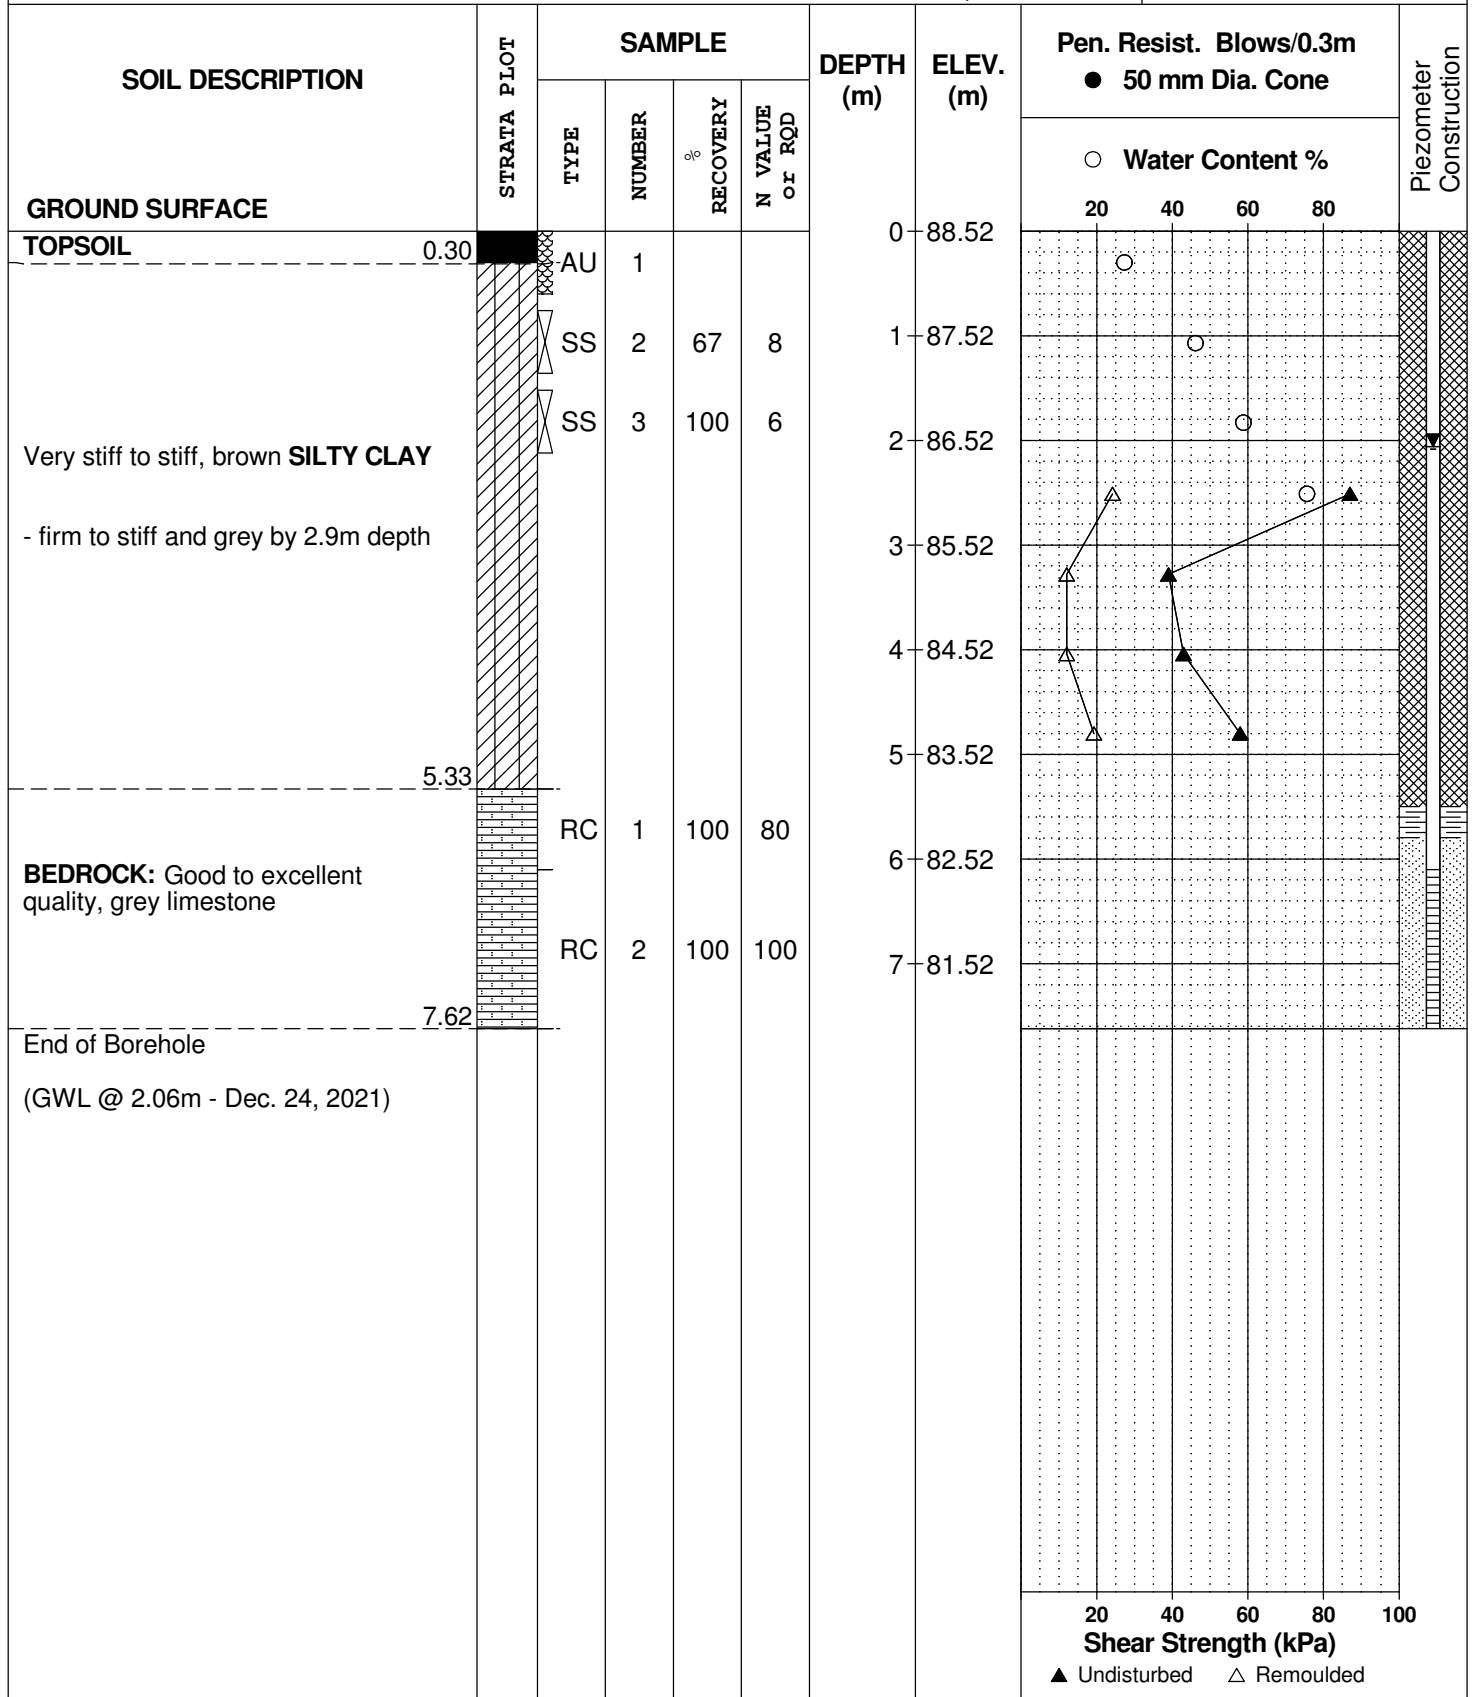 SOIL DESCRIPTION
GROUND SURFACE
STRATA PLOT
SAMPLE
TYPE
NUMBER
% RECOVERY
N VALUE or RQD
DEPTH (m)
ELEV. (m)
Pen. Resist. Blows/0.3m
● 50 mm Dia. Cone
○ Water Content %
20 40 60 80
Piezometer Construction
0 88.52
TOPSOIL 0.30
AU 1
1 87.52
SS 2 67 8
SS 3 100 6
2 86.52
Very stiff to stiff, brown SILTY CLAY
- firm to stiff and grey by 2.9m depth
3 85.52
4 84.52
5 83.52
5.33
RC 1 100 80
6 82.52
BEDROCK: Good to excellent
quality, grey limestone
RC 2 100 100
7 81.52
7.62
End of Borehole
(GWL @ 2.06m - Dec. 24, 2021)
20 40 60 80 100
Shear Strength (kPa)
▲ Undisturbed △ Remoulded